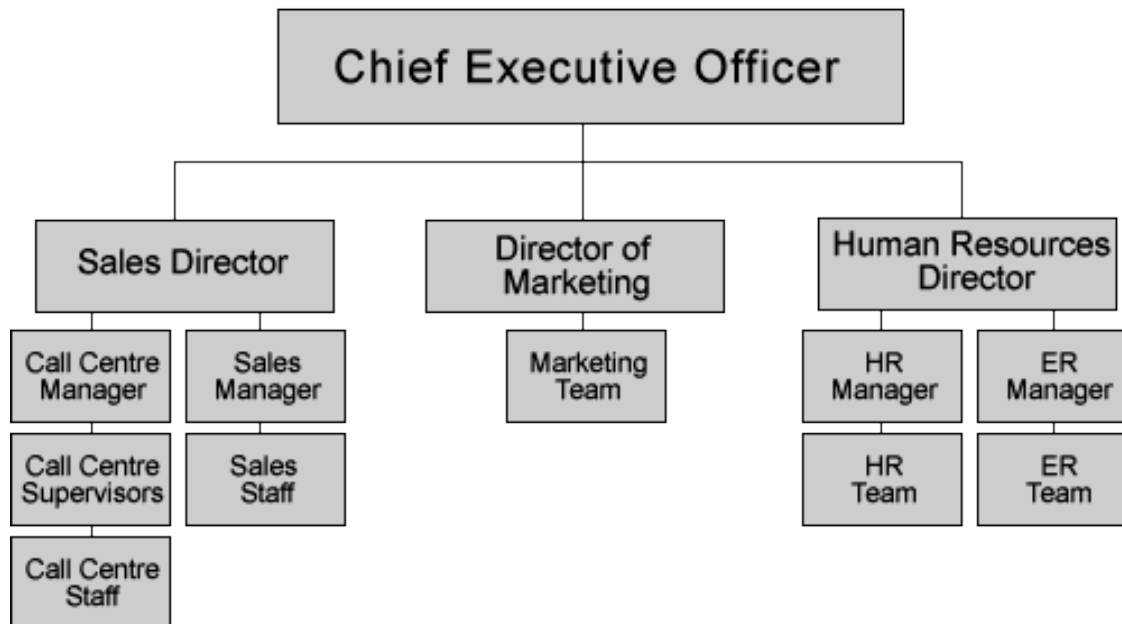 Chief Executive Officer
Sales Director
Director of
Marketing
Human Resources
Director
Call Centre
Manager
Sales
Manager
Marketing
Team
HR
Manager
ER
Manager
Call Centre
Supervisors
Sales
Staff
HR
Team
ER
Team
Call Centre
Staff